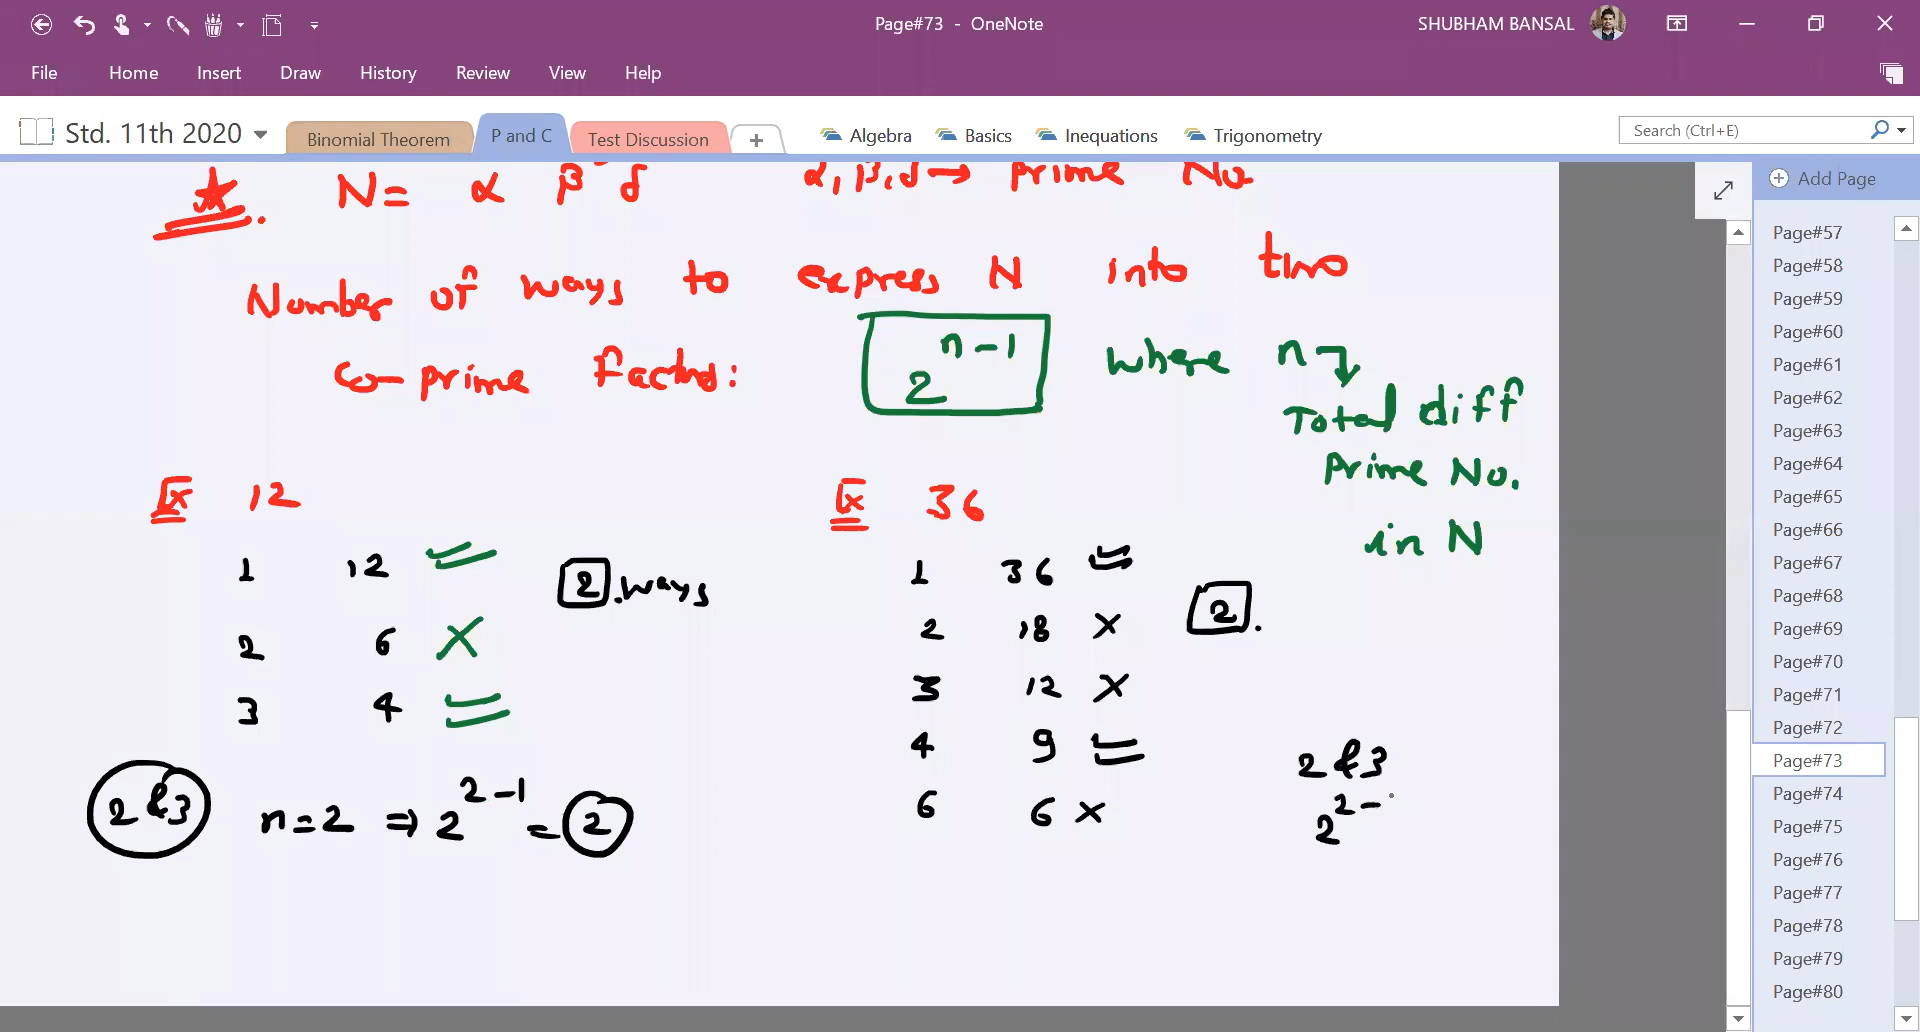 Page#73 - OneNote
SHUBHAM BANSAL
File Home Insert Draw History Review View Help
Std. 11th 2020 Binomial Theorem P and C Test Discussion + Algebra Basics Inequations Trigonometry Search (Ctrl+E)
Add Page
N = α β γ α, β, γ → Prime No.
Number of ways to express N into two
co-prime factors: 2^(n-1) where n →
Total diff
Prime No.
in N
Ex 12
1 12
2 6 ×
3 4
2 ways
2 & 3 n=2 ⇒ 2^(2-1) = 2
Ex 36
1 36
2 18 ×
3 12 ×
4 9
6 6 ×
2.
2 & 3
2^(2-
Page#57
Page#58
Page#59
Page#60
Page#61
Page#62
Page#63
Page#64
Page#65
Page#66
Page#67
Page#68
Page#69
Page#70
Page#71
Page#72
Page#73
Page#74
Page#75
Page#76
Page#77
Page#78
Page#79
Page#80